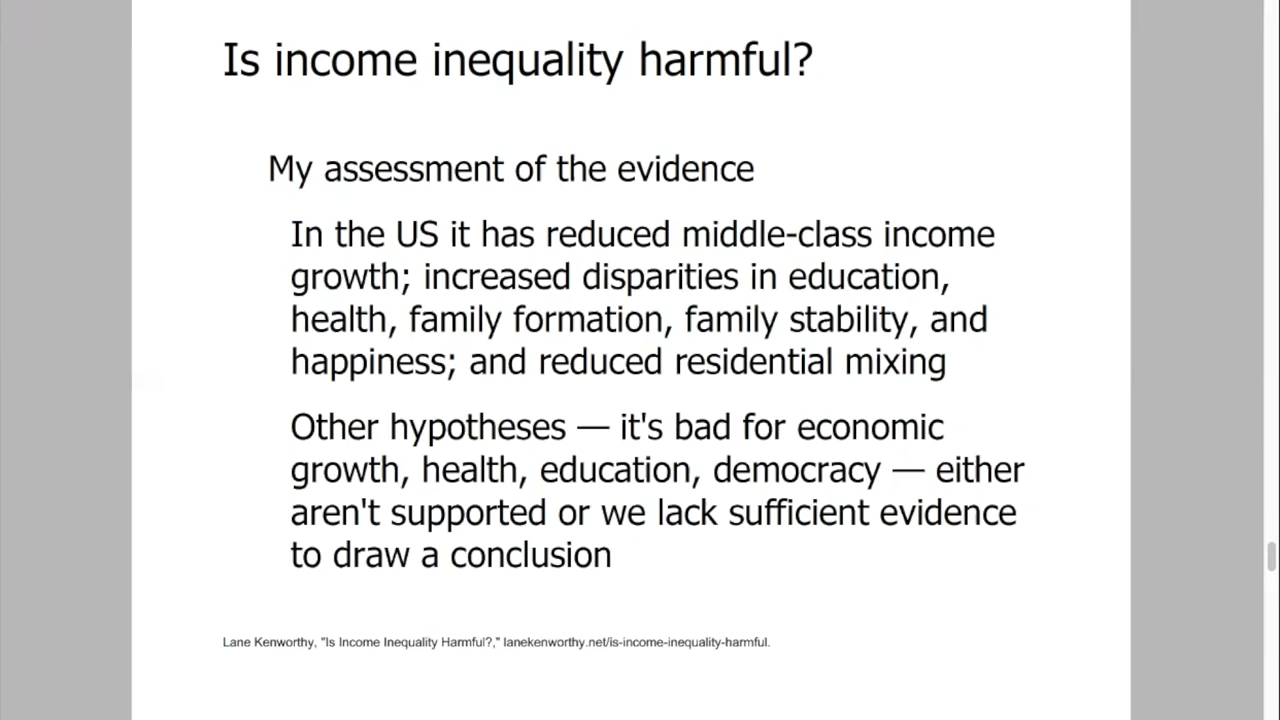 Is income inequality harmful?
My assessment of the evidence
In the US it has reduced middle-class income
growth; increased disparities in education,
health, family formation, family stability, and
happiness; and reduced residential mixing
Other hypotheses — it's bad for economic
growth, health, education, democracy — either
aren't supported or we lack sufficient evidence
to draw a conclusion
Lane Kenworthy, "Is Income Inequality Harmful?," lanekenworthy.net/is-income-inequality-harmful.